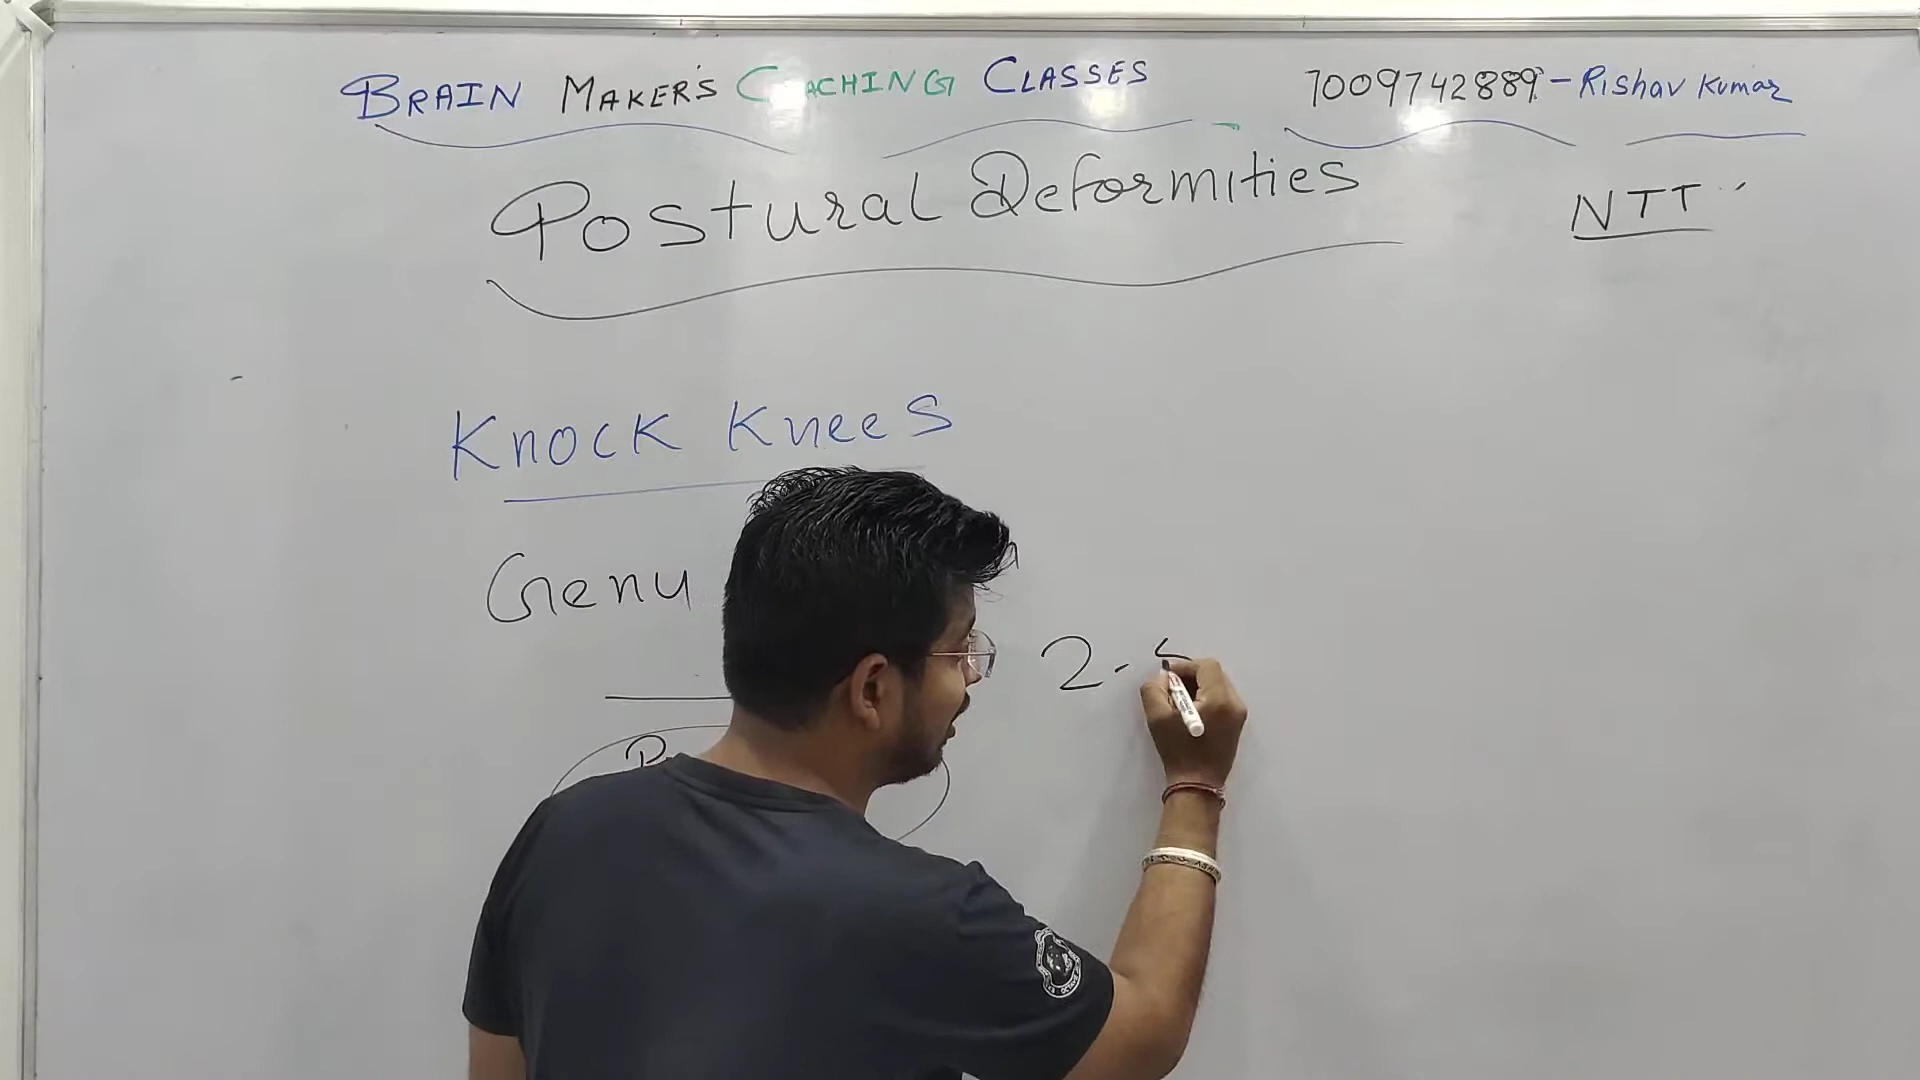 BRAIN MAKER'S COACHING CLASSES 7009742889-Rishav Kumar
Postural Deformities
NTT
Knock Knees
Genu
2-